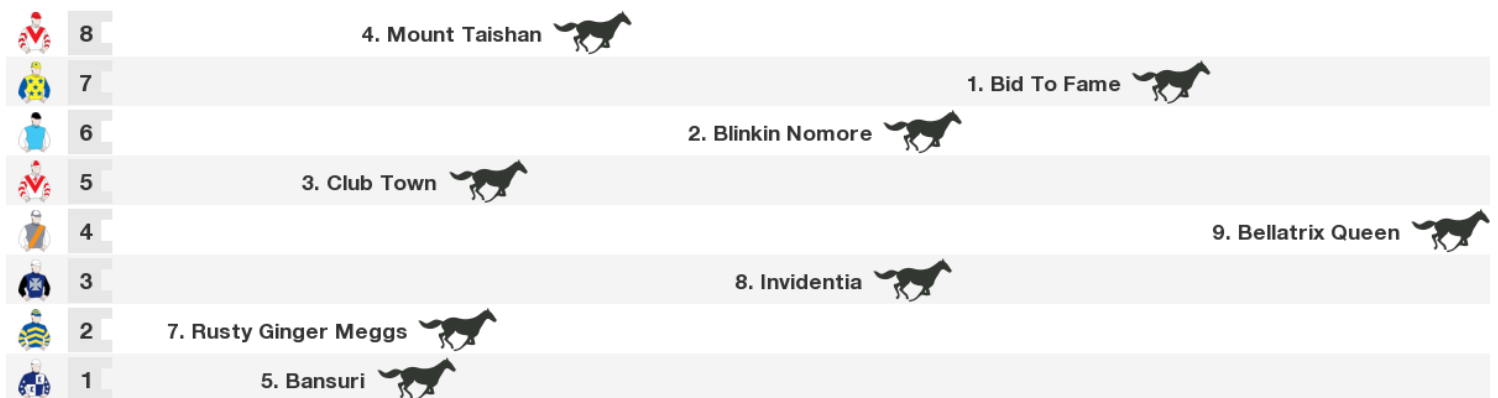 8 4. Mount Taishan
7 1. Bid To Fame
6 2. Blinkin Nomore
5 3. Club Town
4 9. Bellatrix Queen
3 8. Invidentia
2 7. Rusty Ginger Meggs
1 5. Bansuri